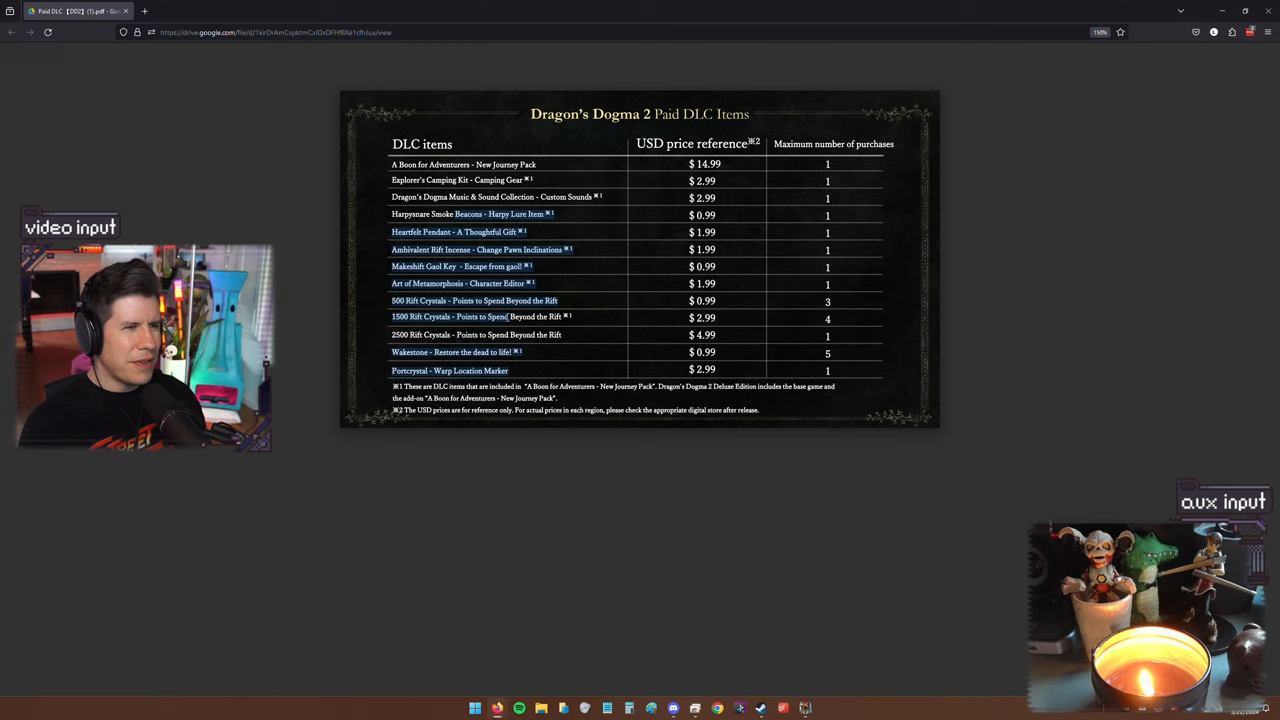 Paid DLC 【DD2】 (1).pdf - Goo
150%
Dragon's Dogma 2 Paid DLC Items
DLC items USD price reference※2 Maximum number of purchases
A Boon for Adventurers - New Journey Pack $ 14.99 1
Explorer's Camping Kit - Camping Gear ※1 $ 2.99 1
Dragon's Dogma Music & Sound Collection - Custom Sounds ※1 $ 2.99 1
Harpysnare Smoke Beacons - Harpy Lure Item ※1 $ 0.99 1
Heartfelt Pendant - A Thoughtful Gift ※1 $ 1.99 1
Ambivalent Rift Incense - Change Pawn Inclinations ※1 $ 1.99 1
Makeshift Gaol Key - Escape from gaol! ※1 $ 0.99 1
Art of Metamorphosis - Character Editor ※1 $ 1.99 1
500 Rift Crystals - Points to Spend Beyond the Rift $ 0.99 3
1500 Rift Crystals - Points to Spend Beyond the Rift ※1 $ 2.99 4
2500 Rift Crystals - Points to Spend Beyond the Rift $ 4.99 1
Wakestone - Restore the dead to life! ※1 $ 0.99 5
Portcrystal - Warp Location Marker $ 2.99 1
※1 These are DLC items that are included in "A Boon for Adventurers - New Journey Pack". Dragon's Dogma 2 Deluxe Edition includes the base game and
the add-on "A Boon for Adventurers - New Journey Pack".
※2 The USD prices are for reference only. For actual prices in each region, please check the appropriate digital store after release.
video input
aux input